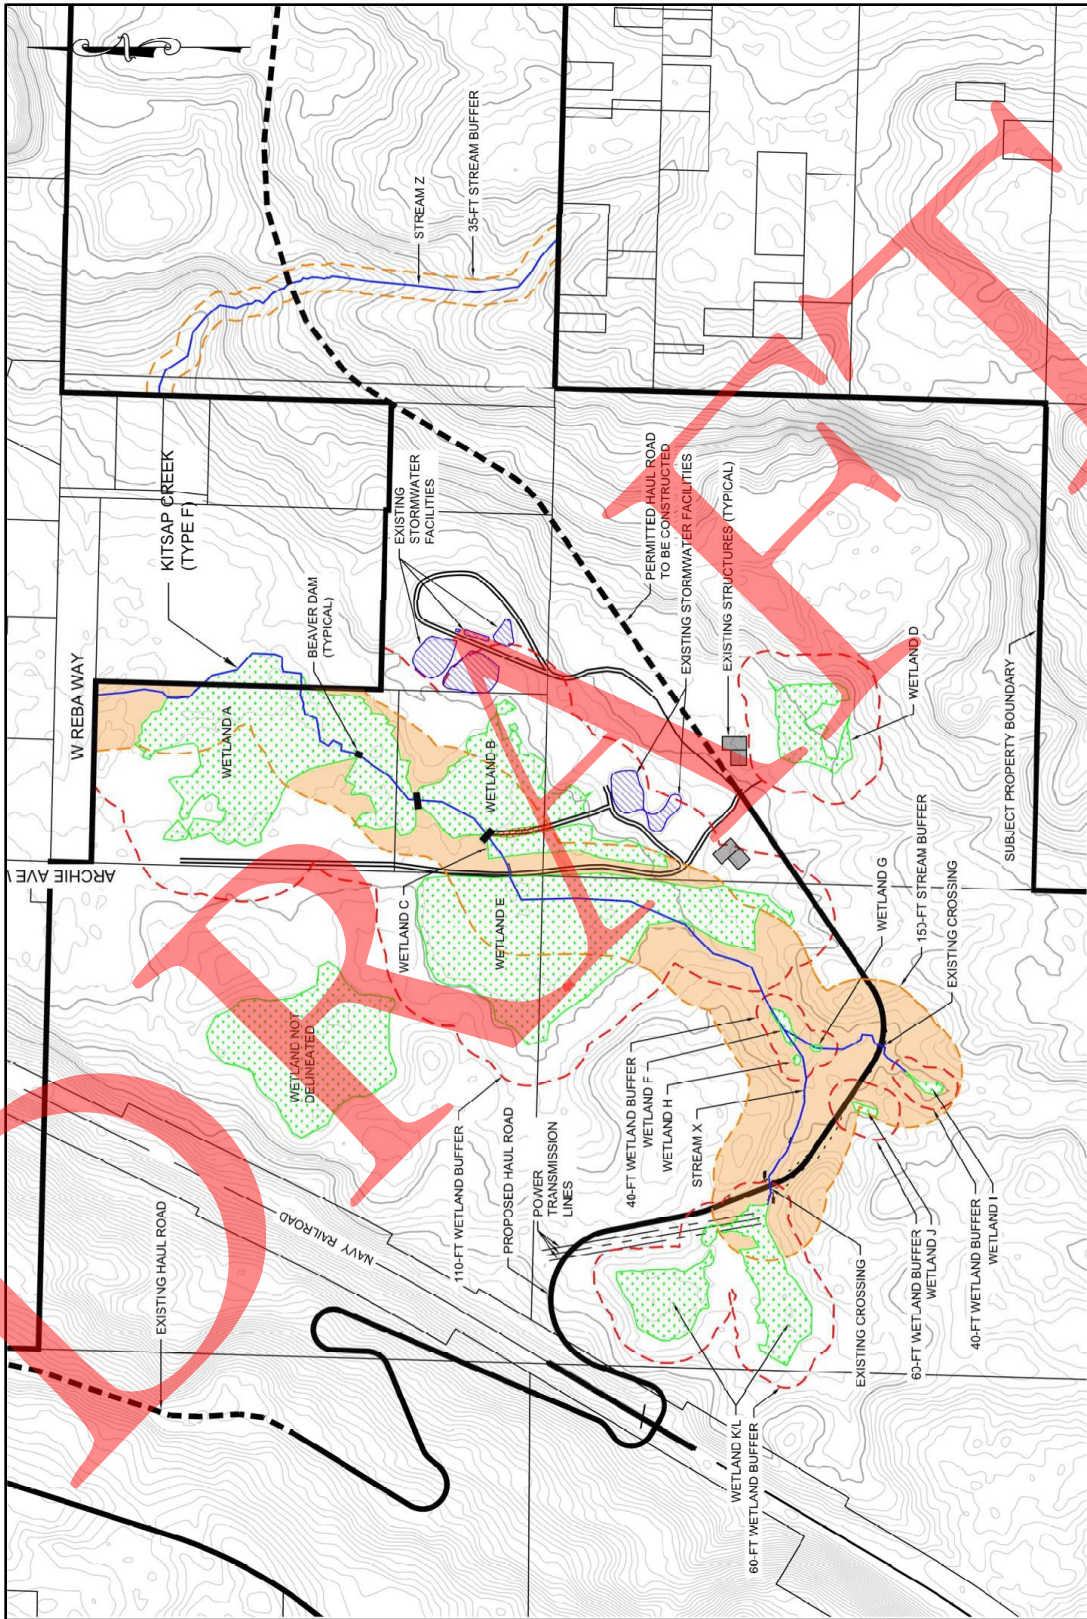 N
STREAM Z
35-FT STREAM BUFFER
KITSAP CREEK
(TYPE F)
W REBA WAY
BEAVER DAM
(TYPICAL)
EXISTING
STORMWATER
FACILITIES
PERMITTED HAUL ROAD
TO BE CONSTRUCTED
EXISTING STORMWATER FACILITIES
EXISTING STRUCTURES (TYPICAL)
WETLAND D
SUBJECT PROPERTY BOUNDARY
WETLAND A
WETLAND B
ARCHIE AVE
WETLAND C
WETLAND E
WETLAND G
150-FT STREAM BUFFER
EXISTING CROSSING
WETLAND NOT
DELINEATED
110-FT WETLAND BUFFER
PROPOSED HAUL ROAD
POWER
TRANSMISSION
LINES
40-FT WETLAND BUFFER
WETLAND F
WETLAND H
STREAM X
EXISTING HAUL ROAD
NAVY RAILROAD
WETLAND K/L
60-FT WETLAND BUFFER
EXISTING CROSSING
60-FT WETLAND BUFFER
WETLAND J
40-FT WETLAND BUFFER
WETLAND I
DRAFT